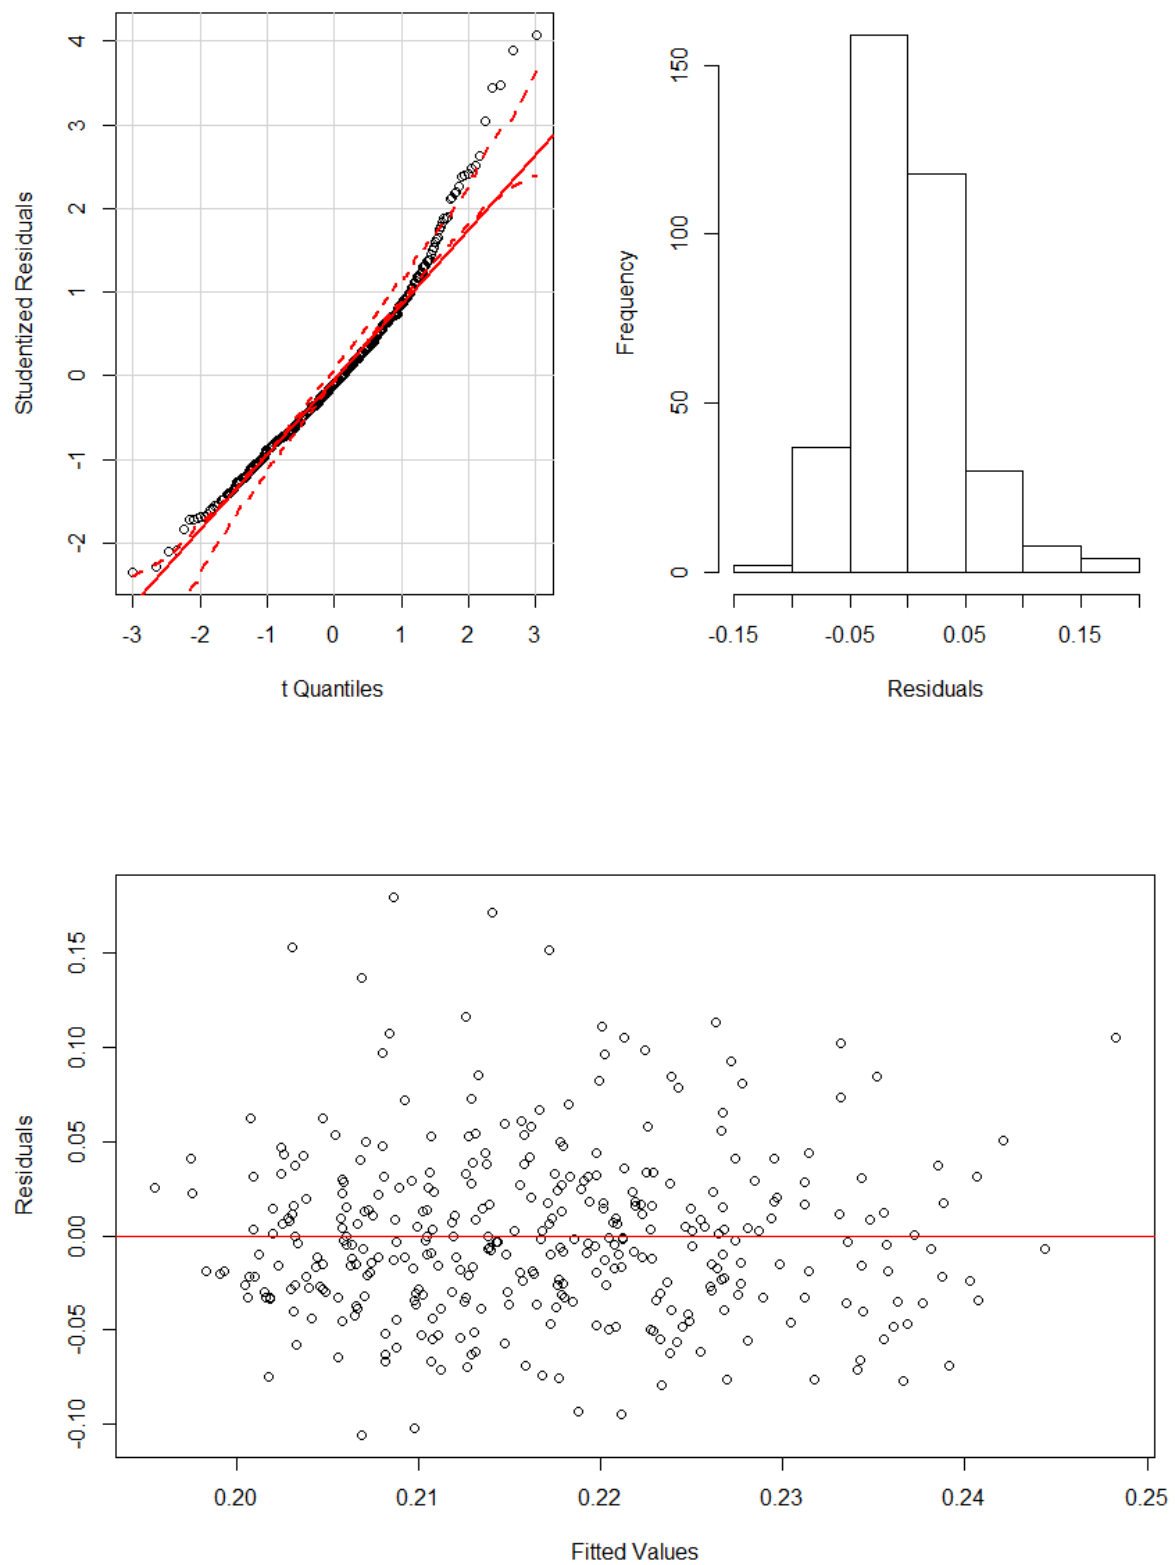 Studentized Residuals
4
3
2
1
0
-1
-2
-3 -2 -1 0 1 2 3
t Quantiles
Frequency
150
100
50
0
-0.15 -0.05 0.05 0.15
Residuals
Residuals
0.15
0.10
0.05
0.00
-0.05
-0.10
0.20 0.21 0.22 0.23 0.24 0.25
Fitted Values